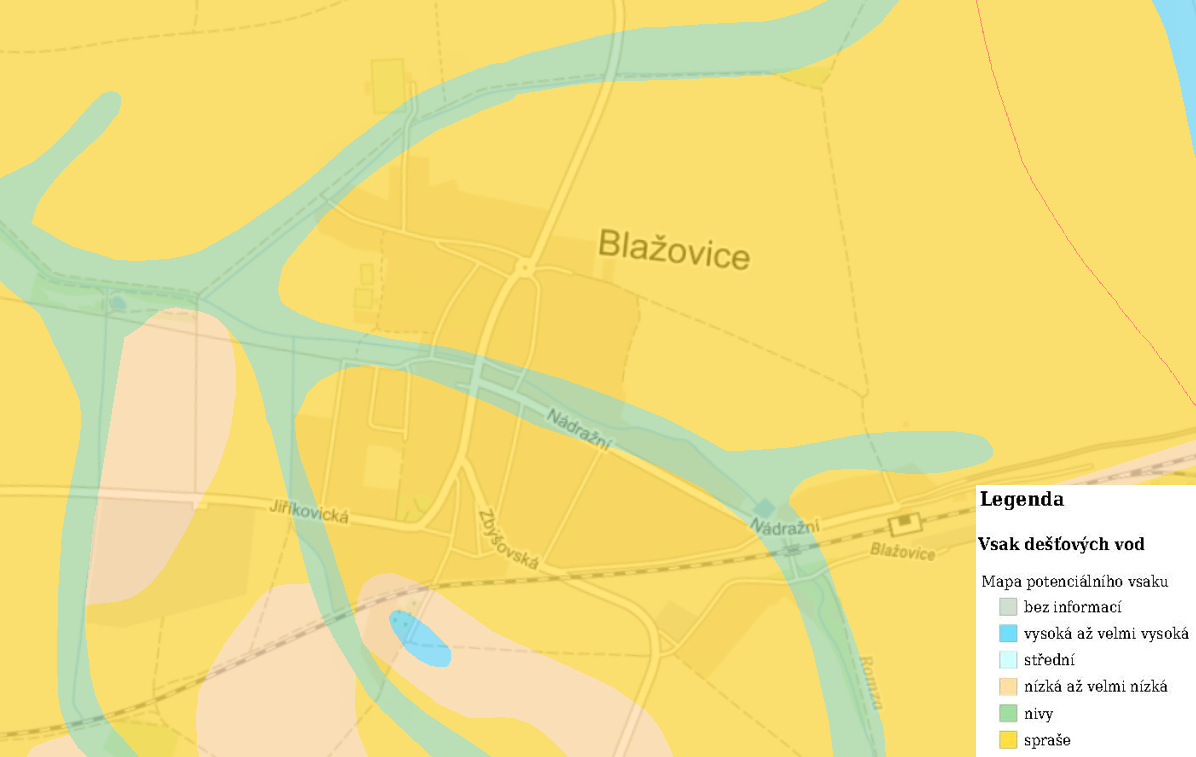 Blažovice
Nádražní
Jiříkovická
Zbýšovská
Nádražní
Blažovice
Romza
Legenda
Vsak dešťových vod
Mapa potenciálního vsaku
bez informací
vysoká až velmi vysoká
střední
nízká až velmi nízká
nivy
spraše